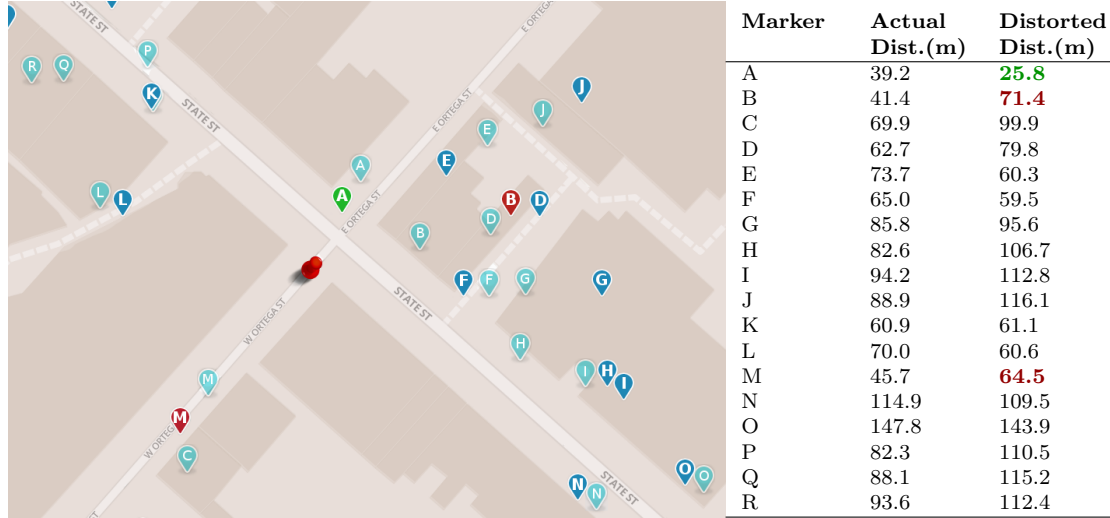 STATE ST
P
R
Q
K
STATE ST
J
J
E ORTEGA ST
E
E
A
A
L
L
E ORTEGA ST
B
D
D
B
F
F
G
G
W ORTEGA ST
STATE ST
H
I
H
I
M
M
W ORTEGA ST
C
O
O
N
N
STATE ST
Marker Actual Dist.(m) Distorted Dist.(m)
A 39.2 25.8
B 41.4 71.4
C 69.9 99.9
D 62.7 79.8
E 73.7 60.3
F 65.0 59.5
G 85.8 95.6
H 82.6 106.7
I 94.2 112.8
J 88.9 116.1
K 60.9 61.1
L 70.0 60.6
M 45.7 64.5
N 114.9 109.5
O 147.8 143.9
P 82.3 110.5
Q 88.1 115.2
R 93.6 112.4